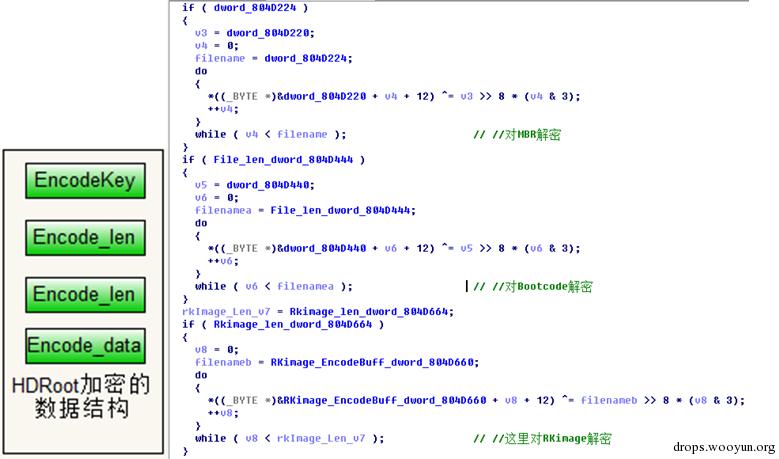 EncodeKey
Encode_len
Encode_len
Encode_data
HDRoot加密的
数据结构
if ( dword_804D224 )
{
v3 = dword_804D220;
v4 = 0;
filename = dword_804D224;
do
{
*((_BYTE *)&dword_804D220 + v4 + 12) ^= v3 >> 8 * (v4 & 3);
++v4;
}
while ( v4 < filename ); // //对MBR解密
}
if ( File_len_dword_804D444 )
{
v5 = dword_804D440;
v6 = 0;
filenamea = File_len_dword_804D444;
do
{
*((_BYTE *)&dword_804D440 + v6 + 12) ^= v5 >> 8 * (v6 & 3);
++v6;
}
while ( v6 < filenamea ); // //对Bootcode解密
}
rkImage_Len_v7 = Rkimage_len_dword_804D664;
if ( Rkimage_len_dword_804D664 )
{
v8 = 0;
filenameb = RKimage_EncodeBuff_dword_804D660;
do
{
*((_BYTE *)&RKimage_EncodeBuff_dword_804D660 + v8 + 12) ^= filenameb >> 8 * (v8 & 3);
++v8;
}
while ( v8 < rkImage_Len_v7 ); // //这里对RKimage解密
}
drops.wooyun.org